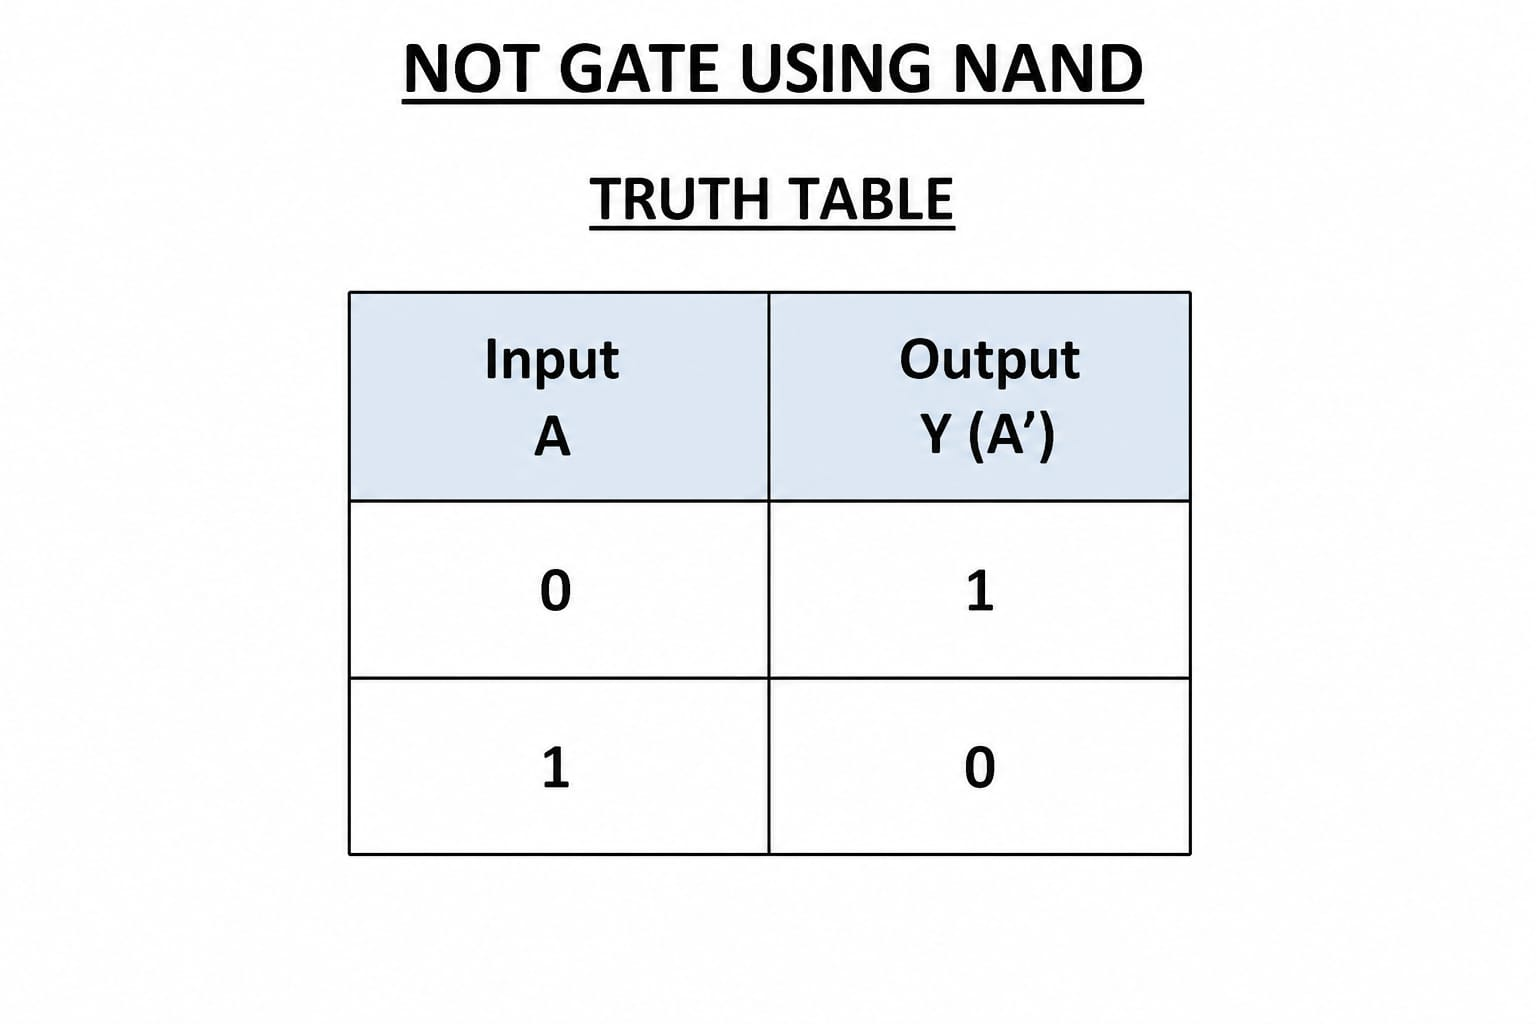 NOT GATE USING NAND
TRUTH TABLE
Input Output
A Y (A’)
0 1
1 0